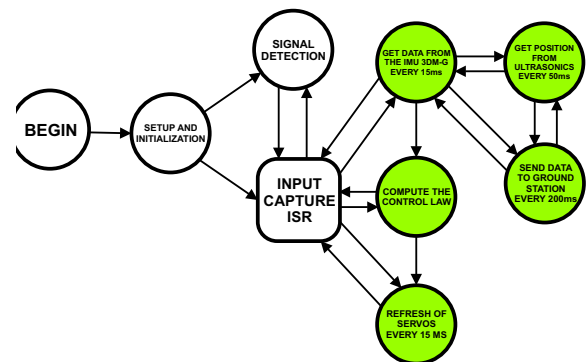 BEGIN
SETUP AND
INITIALIZATION
SIGNAL
DETECTION
INPUT
CAPTURE
ISR
GET DATA FROM
THE IMU 3DM-G
EVERY 15ms
GET POSITION
FROM
ULTRASONICS
EVERY 50ms
COMPUTE THE
CONTROL LAW
SEND DATA
TO GROUND
STATION
EVERY 200ms
REFRESH OF
SERVOS
EVERY 15 MS